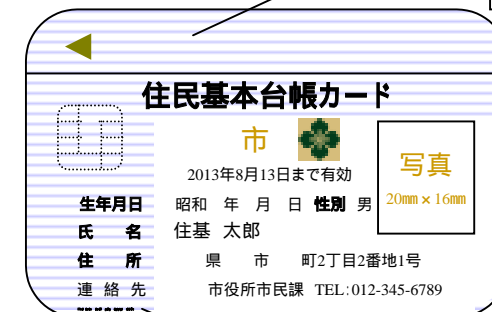 住民基本台帳カード
市
2013年8月13日まで有効
写真
20mm×16mm
生年月日 昭和 年 月 日 性別 男
氏 名 住基 太郎
住 所 県 市 町2丁目2番地1号
連絡先 市役所市民課 TEL:012-345-6789